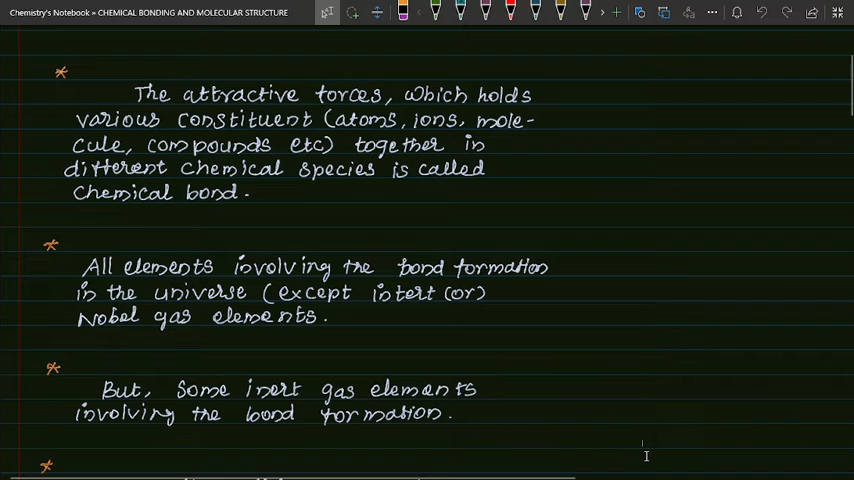 Chemistry's Notebook » CHEMICAL BONDING AND MOLECULAR STRUCTURE
* The attractive forces, which holds
various constituent (atoms, ions, mole-
cule, compounds etc) together in
different chemical species is called
Chemical bond.
* All elements involving the bond formation
in the universe (except intert (or)
Nobel gas elements.
* But, Some inert gas elements
involving the bond formation.
*